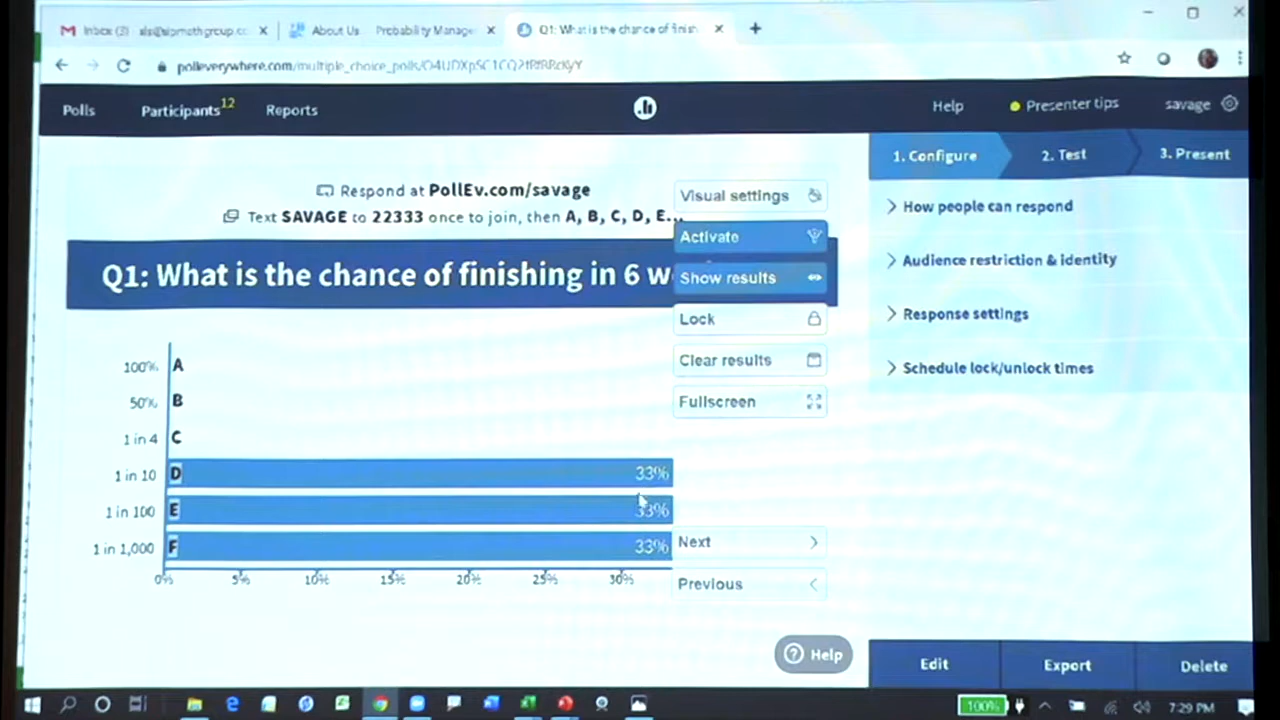 Inbox (3)
About Us Probability Manage
Q1: What is the chance of finish
polleverywhere.com/multiple_choice_polls/
Polls
Participants 12
Reports
Help
Presenter tips
savage
1. Configure
2. Test
3. Present
Respond at PollEv.com/savage
Text SAVAGE to 22333 once to join, then A, B, C, D, E...
Q1: What is the chance of finishing in 6 w
Visual settings
Activate
Show results
Lock
Clear results
Fullscreen
How people can respond
Audience restriction & identity
Response settings
Schedule lock/unlock times
100% A
50% B
1 in 4 C
1 in 10 D 33%
1 in 100 E 33%
1 in 1,000 F 33%
0% 5% 10% 15% 20% 25% 30%
Next
Previous
Help
Edit
Export
Delete
100%
7:29 PM